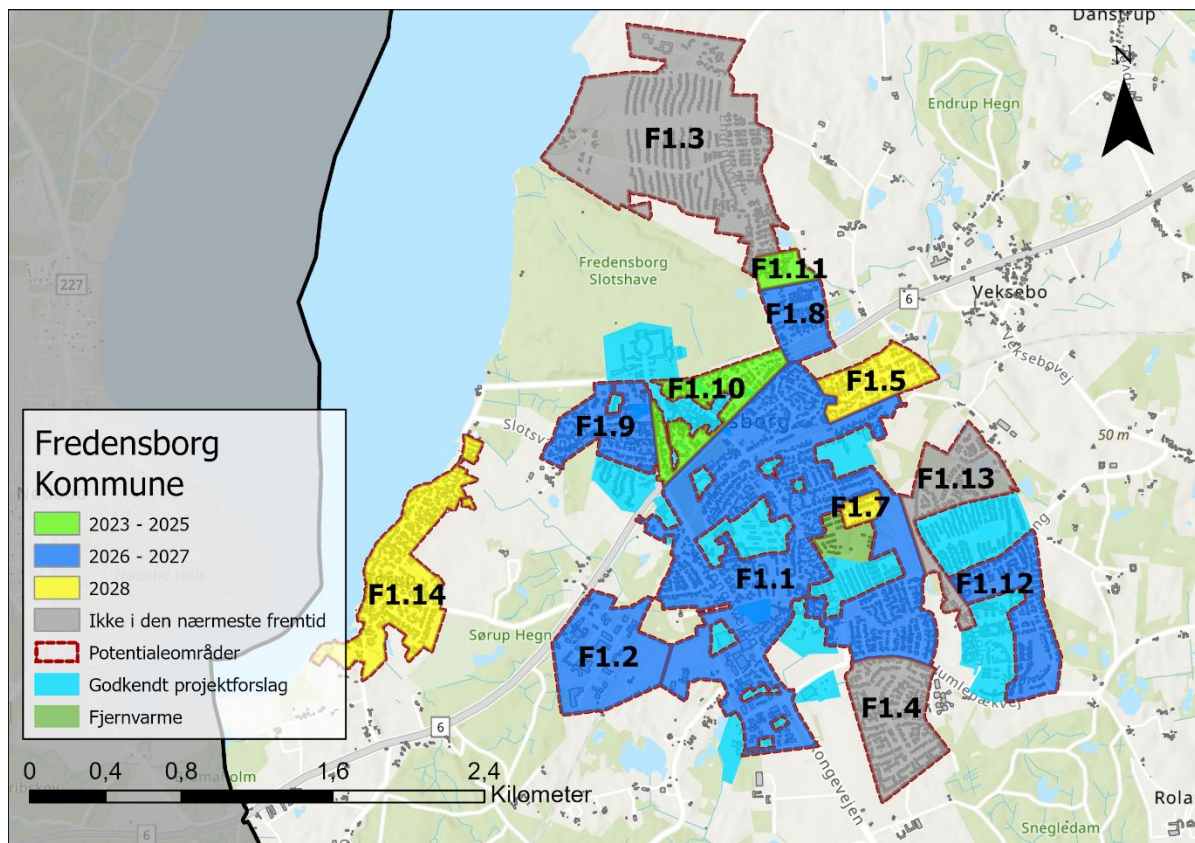 Danstrup
N
Endrup Hegn
F1.3
Fredensborg
Slotshave
F1.11
227
6
Veksebo
F1.8
Veksebovej
F1.5
F1.10
F1.9
50 m
F1.13
F1.7
F1.12
F1.1
F1.14
Sørup Hegn
F1.2
F1.4
6
Kongevejen
Rola
Snegledam
6
Fredensborg
Kommune
2023 - 2025
2026 - 2027
2028
Ikke i den nærmeste fremtid
Potentialeområder
Godkendt projektforslag
Fjernvarme
0 0,4 0,8 1,6 2,4
Kilometer